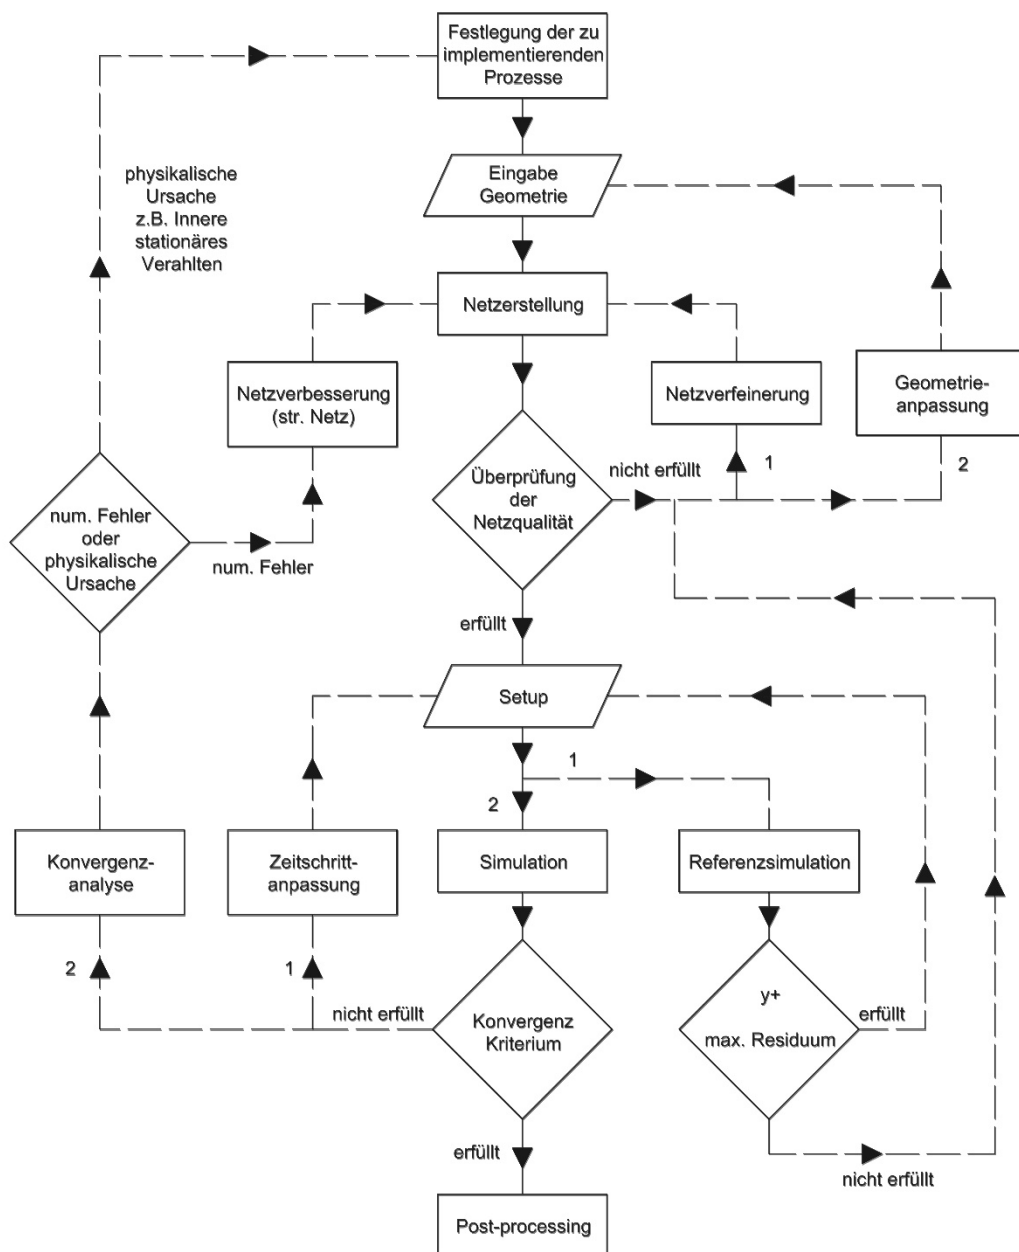 Festlegung der zu
implementierenden
Prozesse
physikalische
Ursache
z.B. Innere
stationäres
Verahlten
Eingabe
Geometrie
Netzerstellung
Netzverbesserung
(str. Netz)
Netzverfeinerung
Geometrie-
anpassung
1
2
Überprüfung
der
Netzqualität
nicht erfüllt
num. Fehler
oder
physikalische
Ursache
num. Fehler
erfüllt
Setup
1
2
Konvergenz-
analyse
Zeitschritt-
anpassung
Simulation
Referenzsimulation
2
1
nicht erfüllt
Konvergenz
Kriterium
y+
max. Residuum
erfüllt
erfüllt
nicht erfüllt
Post-processing